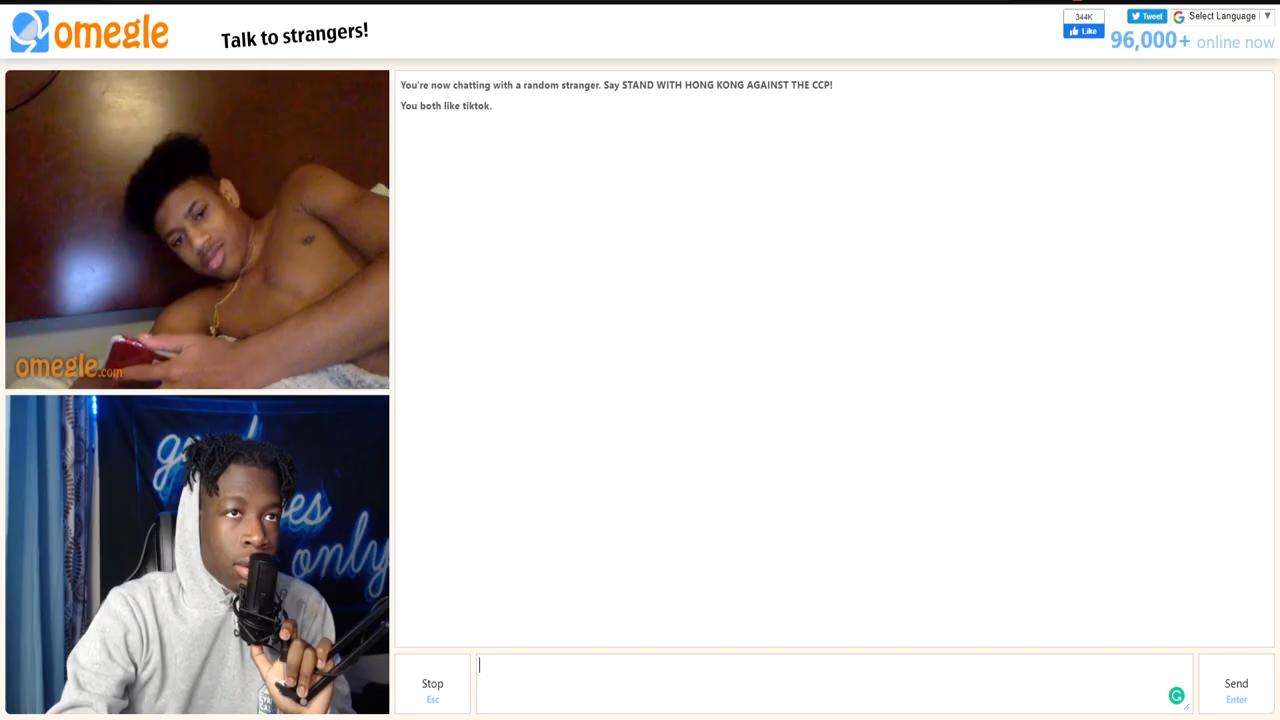 omegle
Talk to strangers!
344K
Like
Tweet
Select Language
96,000+ online now
You're now chatting with a random stranger. Say STAND WITH HONG KONG AGAINST THE CCP!
You both like tiktok.
omegle.com
only
Stop
Esc
Send
Enter